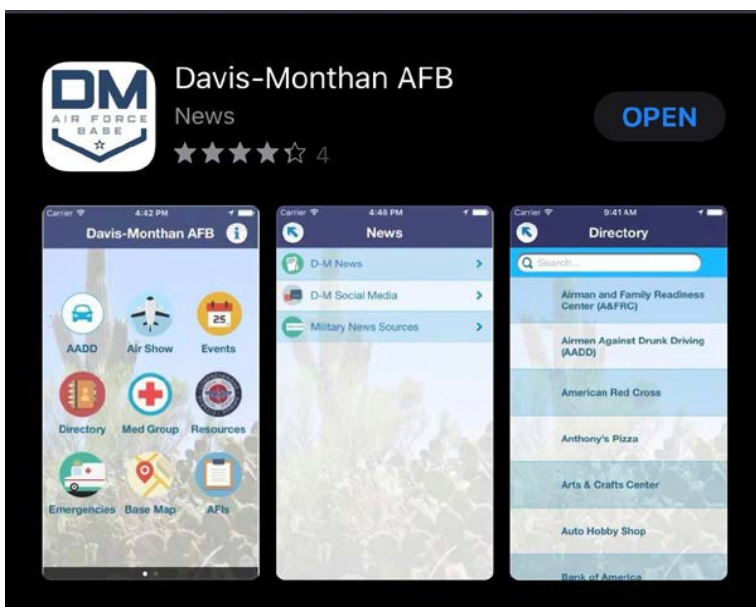 DM
AIR FORCE
BASE
Davis-Monthan AFB
News
4
OPEN
Carrier 4:42 PM
Davis-Monthan AFB i
AADD Air Show Events
25
Directory Med Group Resources
Emergencies Base Map AFIs
Carrier 4:46 PM
News
D-M News
D-M Social Media
Military News Sources
Carrier 9:41 AM
Directory
Search...
Airman and Family Readiness
Center (A&FRC)
Airmen Against Drunk Driving
(AADD)
American Red Cross
Anthony's Pizza
Arts & Crafts Center
Auto Hobby Shop
Bank of America